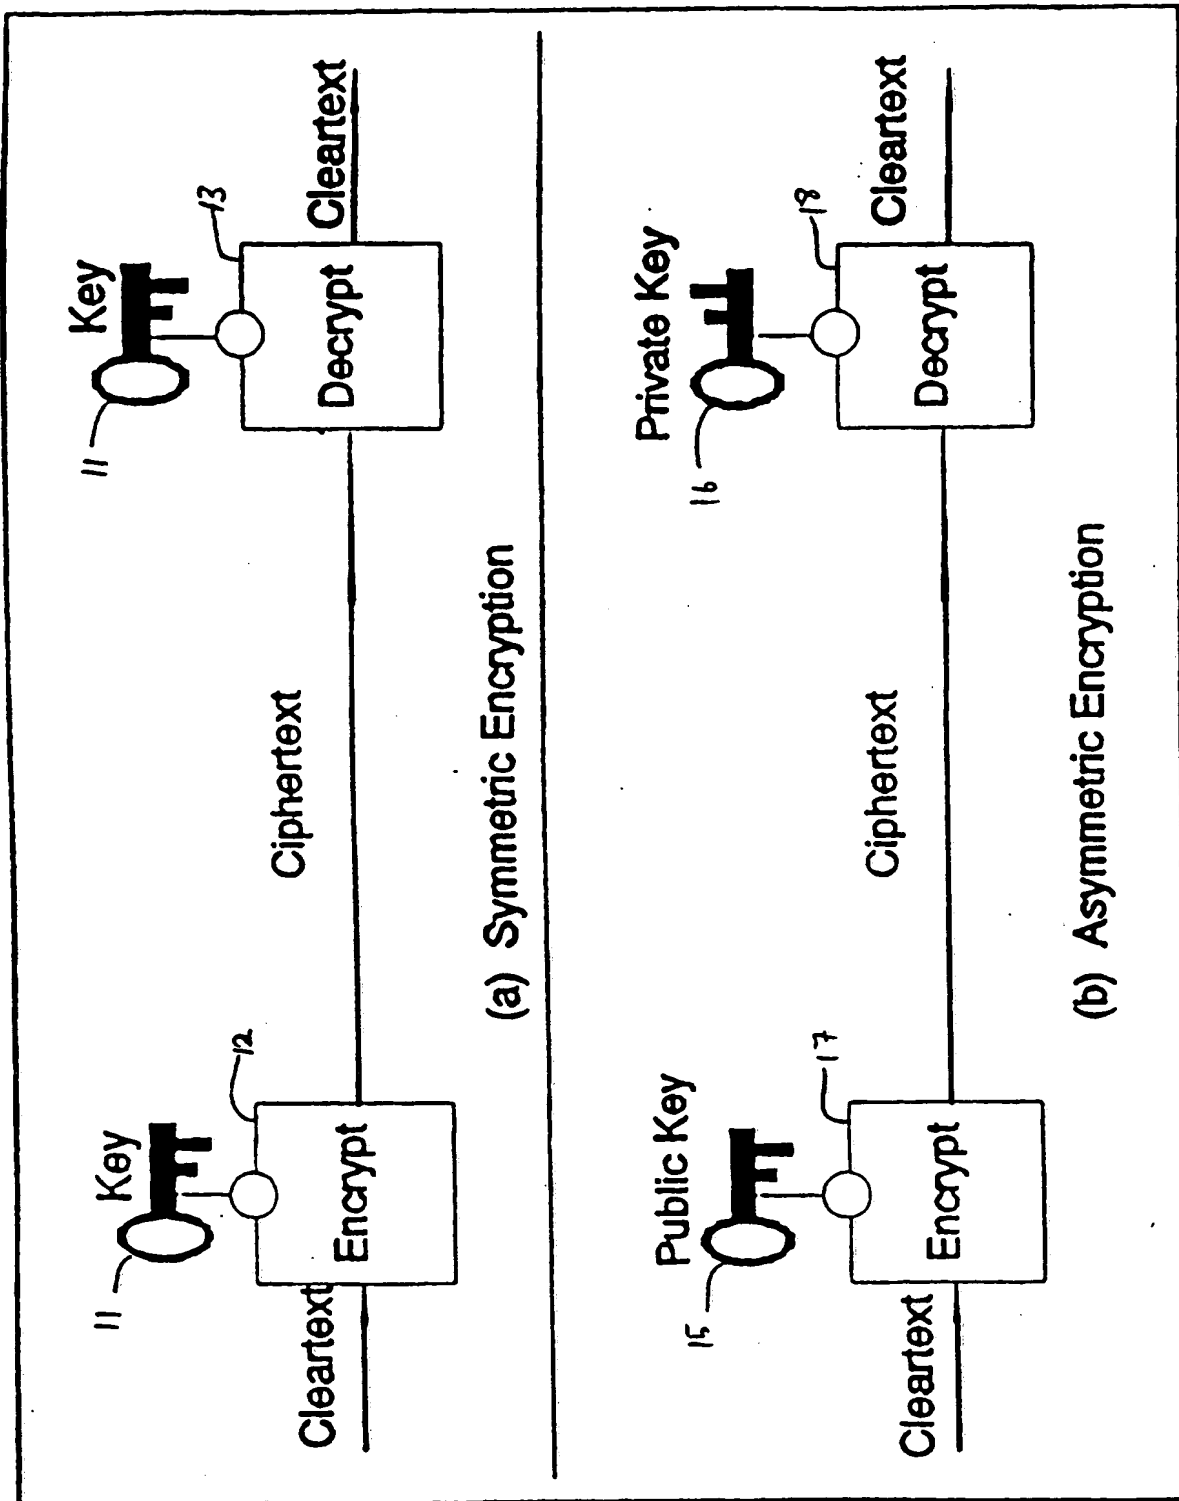 Key
Key
11
12
11
13
Cleartext
Encrypt
Ciphertext
Decrypt
Cleartext
(a) Symmetric Encryption
Public Key
Private Key
15
17
16
18
Cleartext
Encrypt
Ciphertext
Decrypt
Cleartext
(b) Asymmetric Encryption